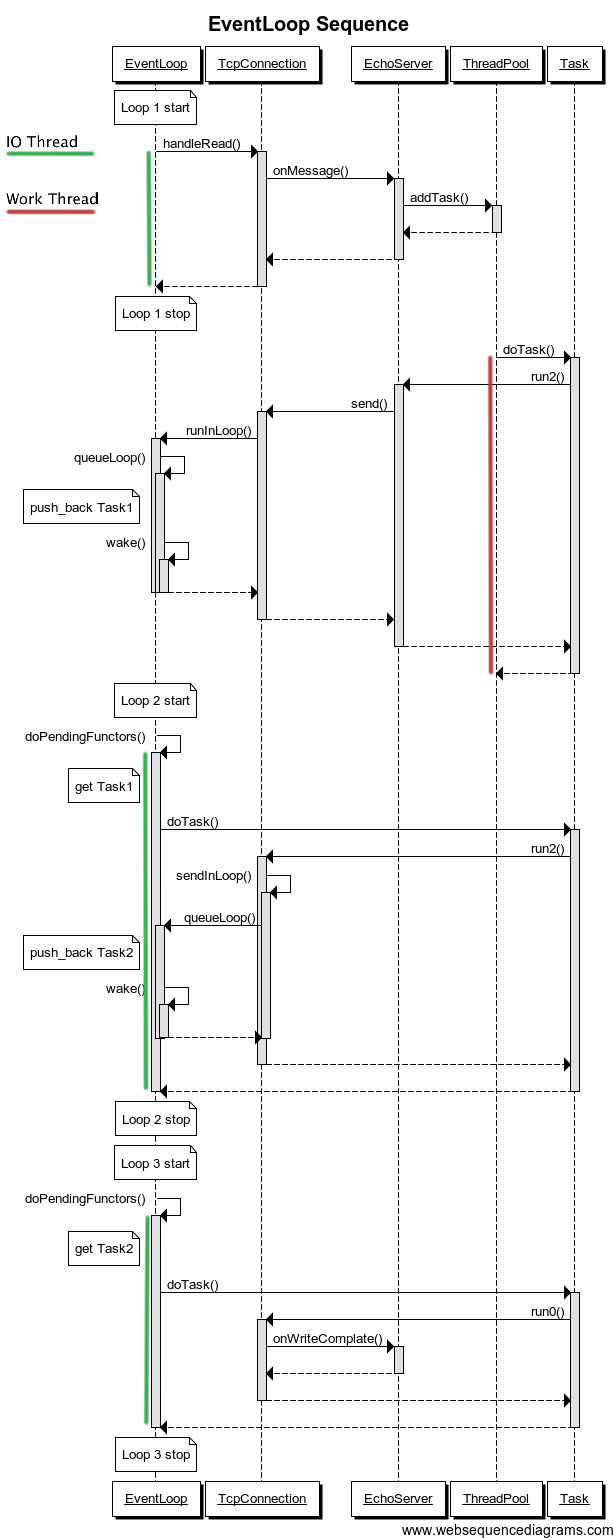 EventLoop Sequence
EventLoop TcpConnection EchoServer ThreadPool Task
Loop 1 start
IO Thread
handleRead()
onMessage()
Work Thread
addTask()
Loop 1 stop
doTask()
run2()
send()
runInLoop()
queueLoop()
push_back Task1
wake()
Loop 2 start
doPendingFunctors()
get Task1
doTask()
run2()
sendInLoop()
queueLoop()
push_back Task2
wake()
Loop 2 stop
Loop 3 start
doPendingFunctors()
get Task2
doTask()
run0()
onWriteComplate()
Loop 3 stop
EventLoop TcpConnection EchoServer ThreadPool Task
www.websequencediagrams.com